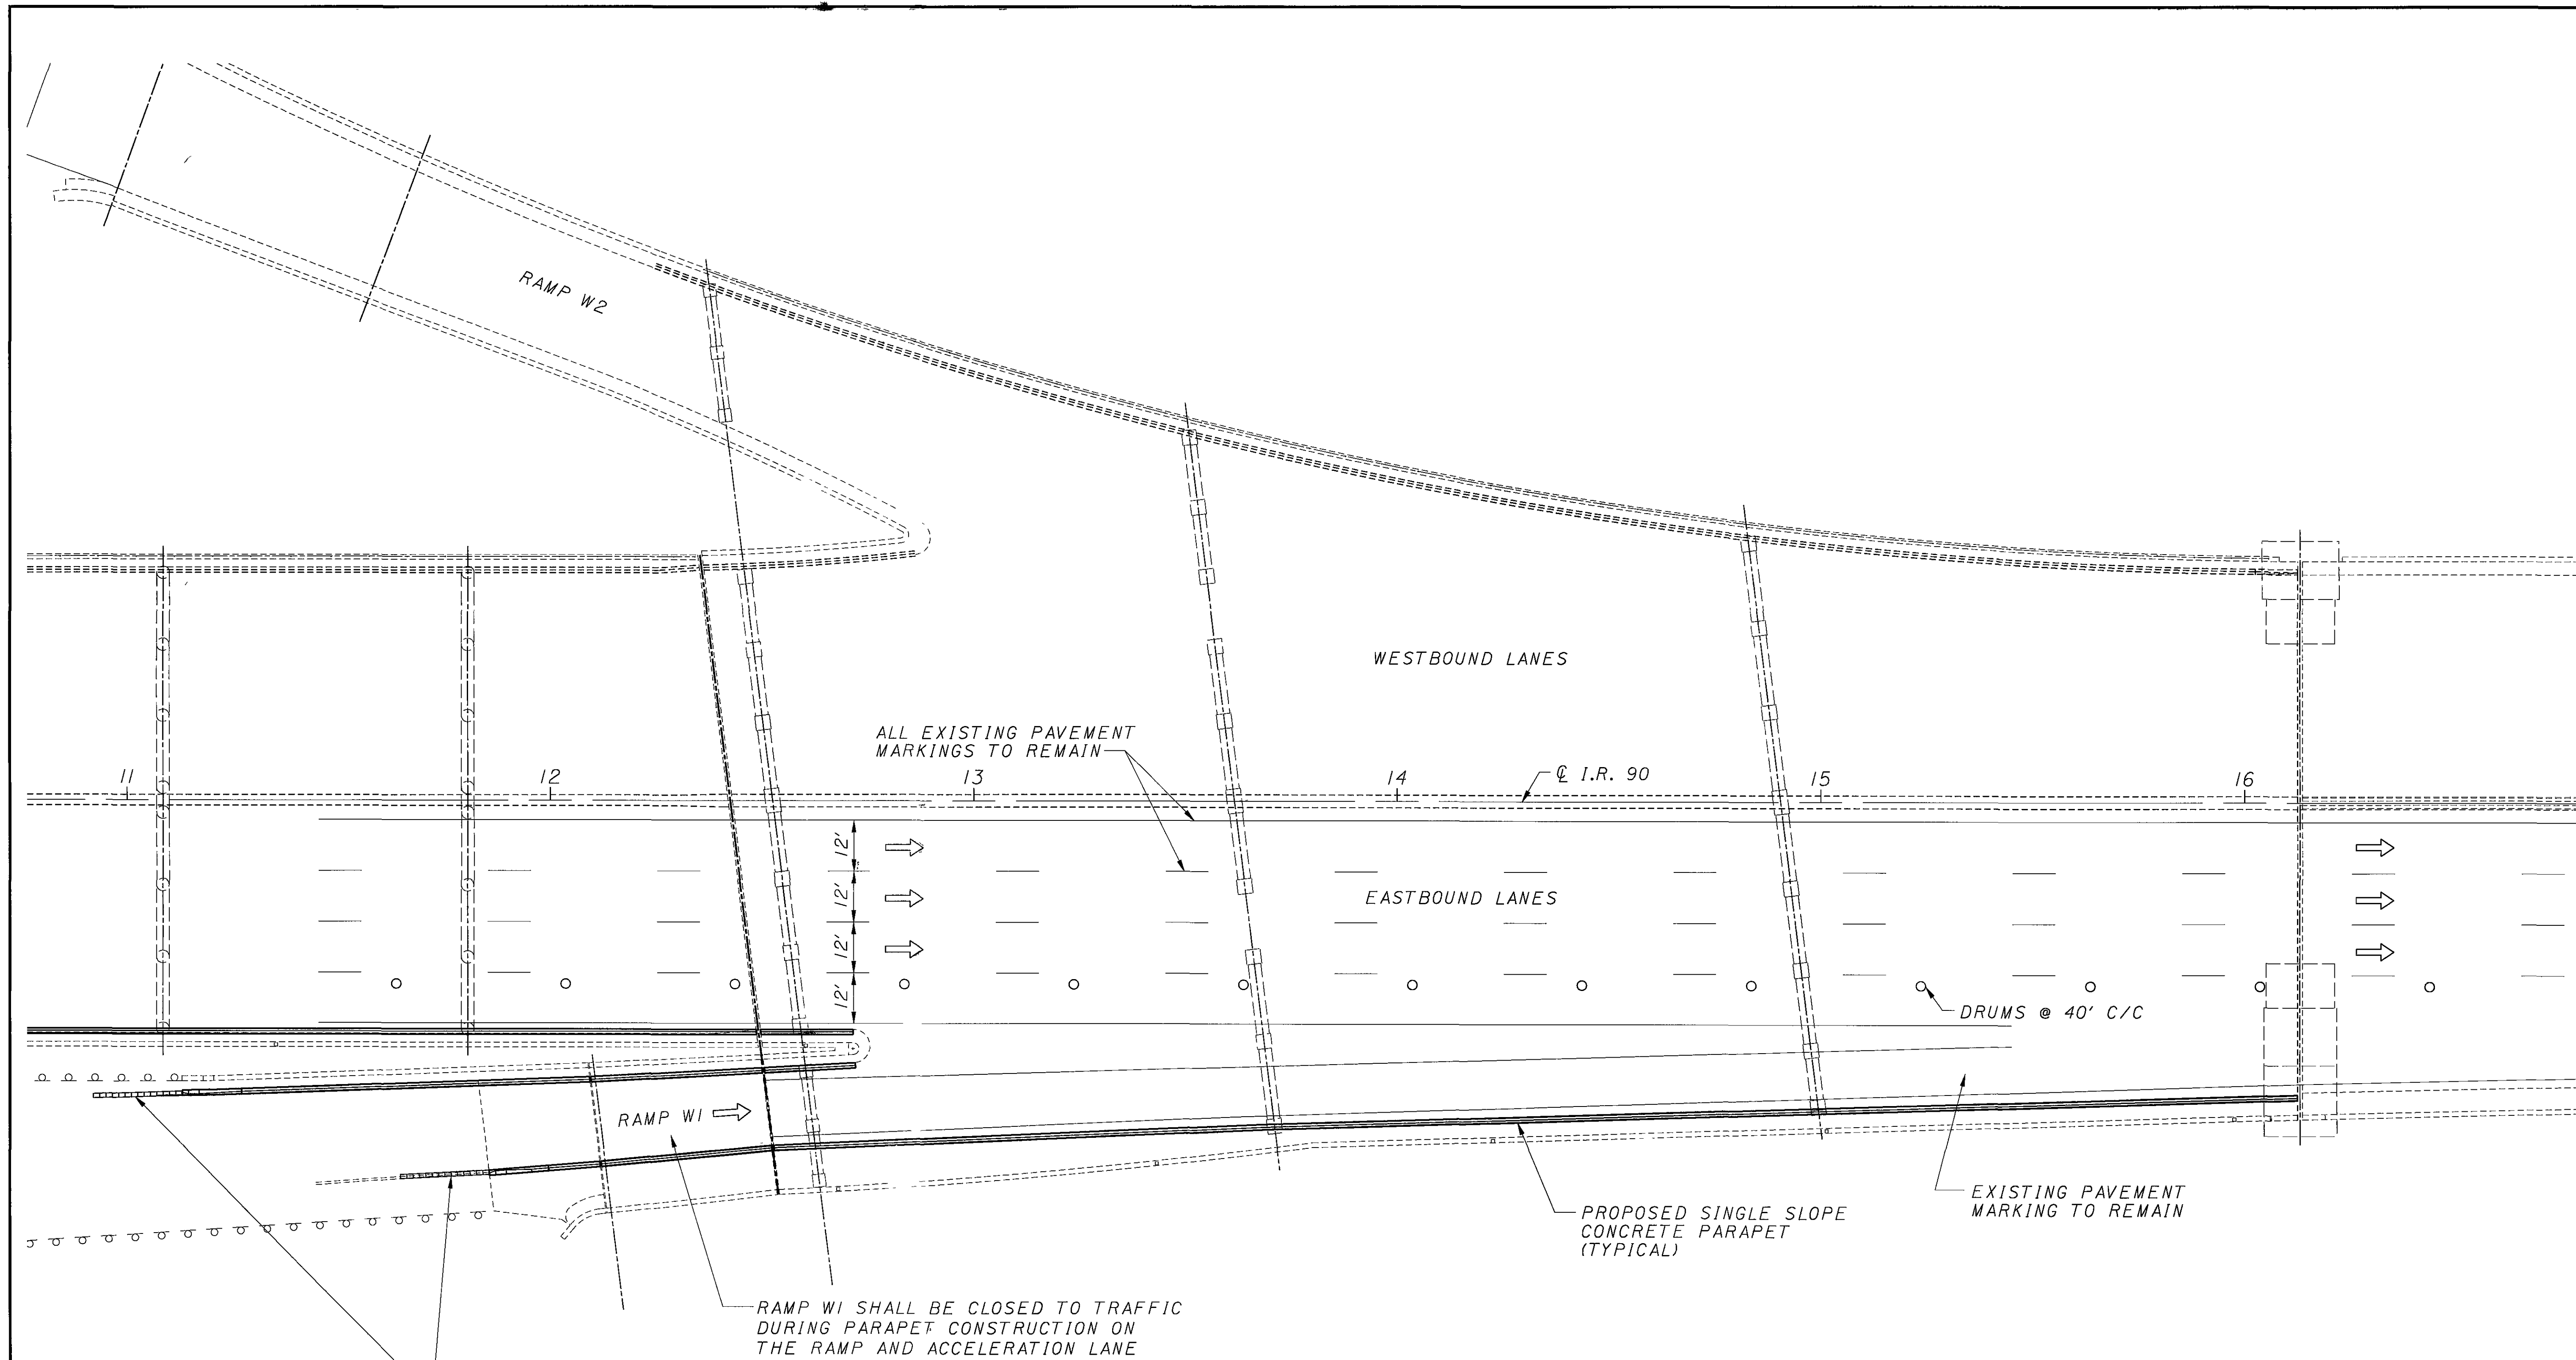 RAMP W2
WESTBOUND LANES
ALL EXISTING PAVEMENT
MARKINGS TO REMAIN
℄ I.R. 90
11
12
13
14
15
16
12'
12'
12'
12'
EASTBOUND LANES
DRUMS @ 40' C/C
RAMP W1
EXISTING PAVEMENT
MARKING TO REMAIN
PROPOSED SINGLE SLOPE
CONCRETE PARAPET
(TYPICAL)
RAMP W1 SHALL BE CLOSED TO TRAFFIC
DURING PARAPET CONSTRUCTION ON
THE RAMP AND ACCELERATION LANE